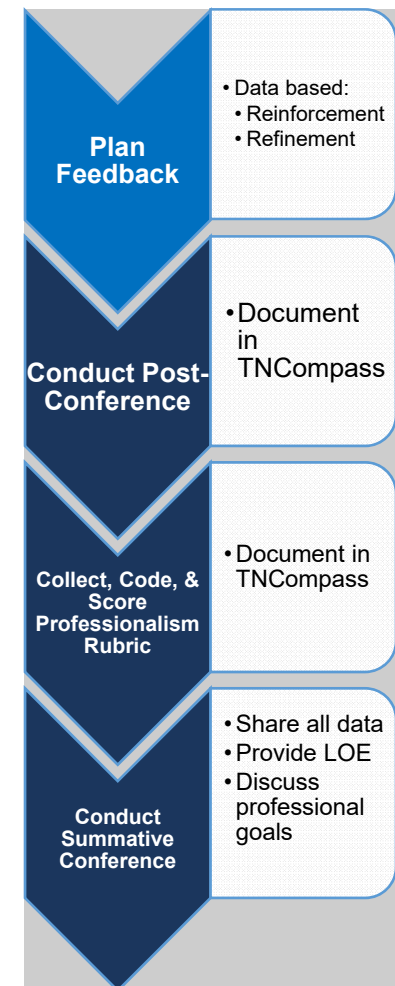 Plan
Feedback
• Data based:
• Reinforcement
• Refinement
Conduct Post-
Conference
• Document
in
TNCompass
Collect, Code, &
Score
Professionalism
Rubric
• Document in
TNCompass
Conduct
Summative
Conference
• Share all data
• Provide LOE
• Discuss
professional
goals